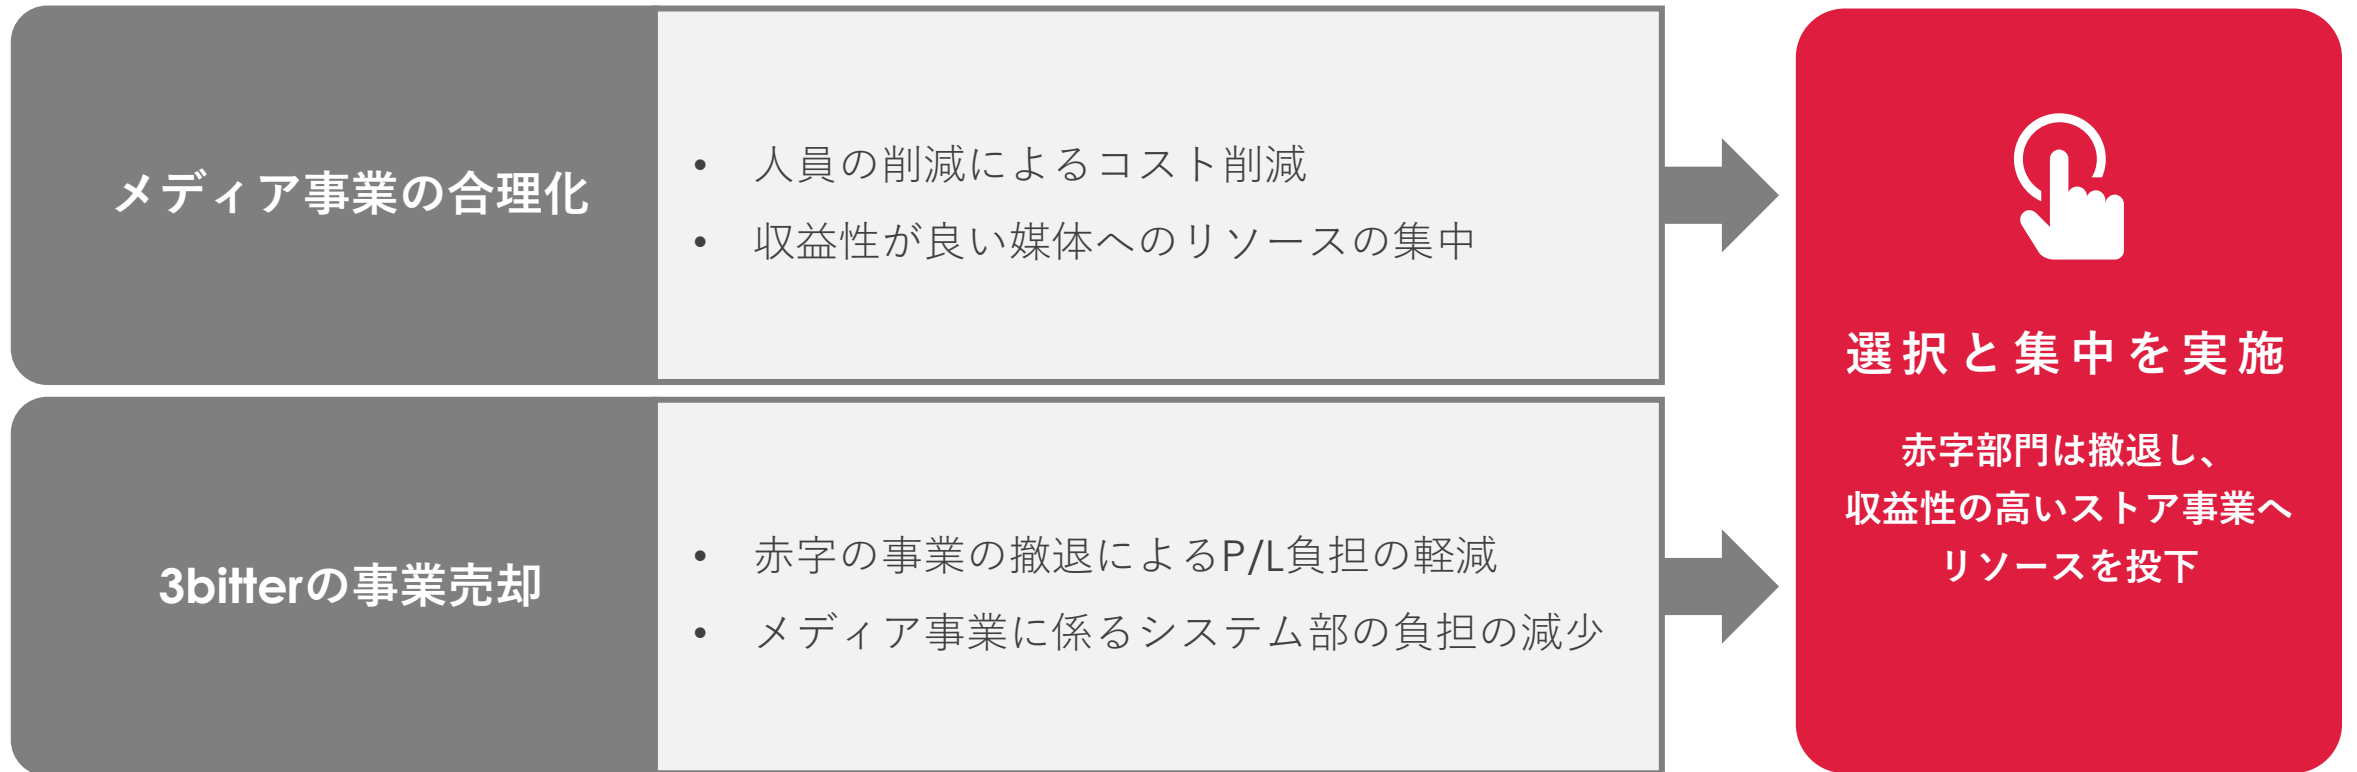 メディア事業の合理化
• 人員の削減によるコスト削減
• 収益性が良い媒体へのリソースの集中
3bitterの事業売却
• 赤字の事業の撤退によるP/L負担の軽減
• メディア事業に係るシステム部の負担の減少
選択と集中を実施
赤字部門は撤退し、
収益性の高いストア事業へ
リソースを投下